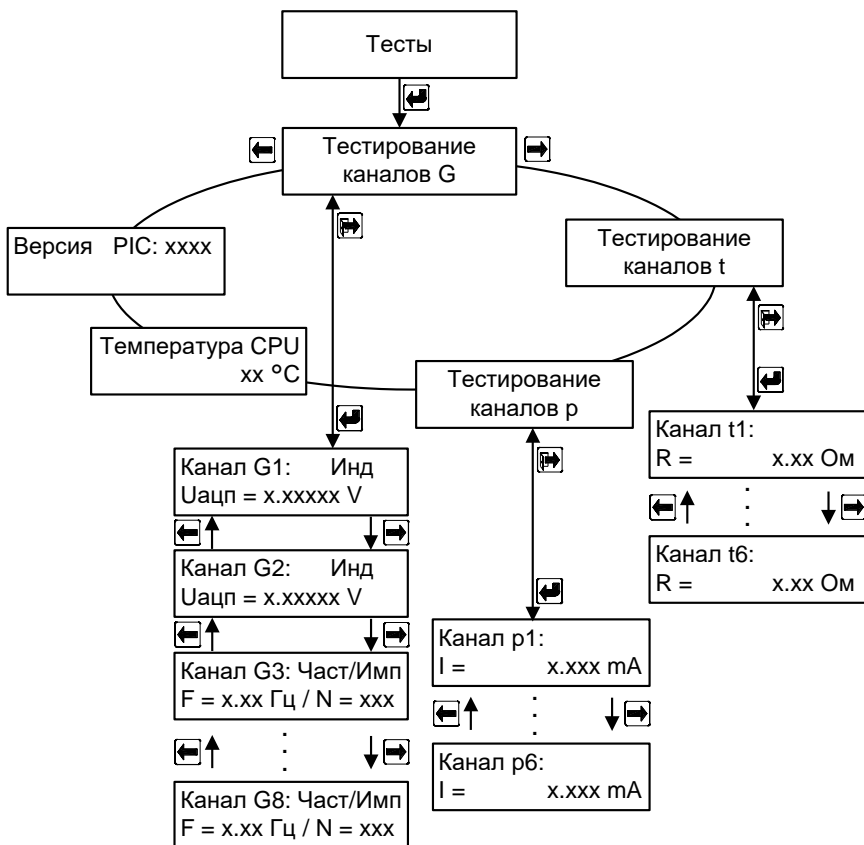 Тесты
Тестирование
каналов G
Версия PIC: xxxx
Тестирование
каналов t
Температура CPU
xx °C
Тестирование
каналов p
Канал G1: Инд
Uацп = x.xxxxx V
Канал G2: Инд
Uацп = x.xxxxx V
Канал G3: Част/Имп
F = x.xx Гц / N = xxx
.
.
.
Канал G8: Част/Имп
F = x.xx Гц / N = xxx
Канал p1:
I = x.xxx mA
.
.
.
Канал p6:
I = x.xxx mA
Канал t1:
R = x.xx Ом
.
.
.
Канал t6:
R = x.xx Ом